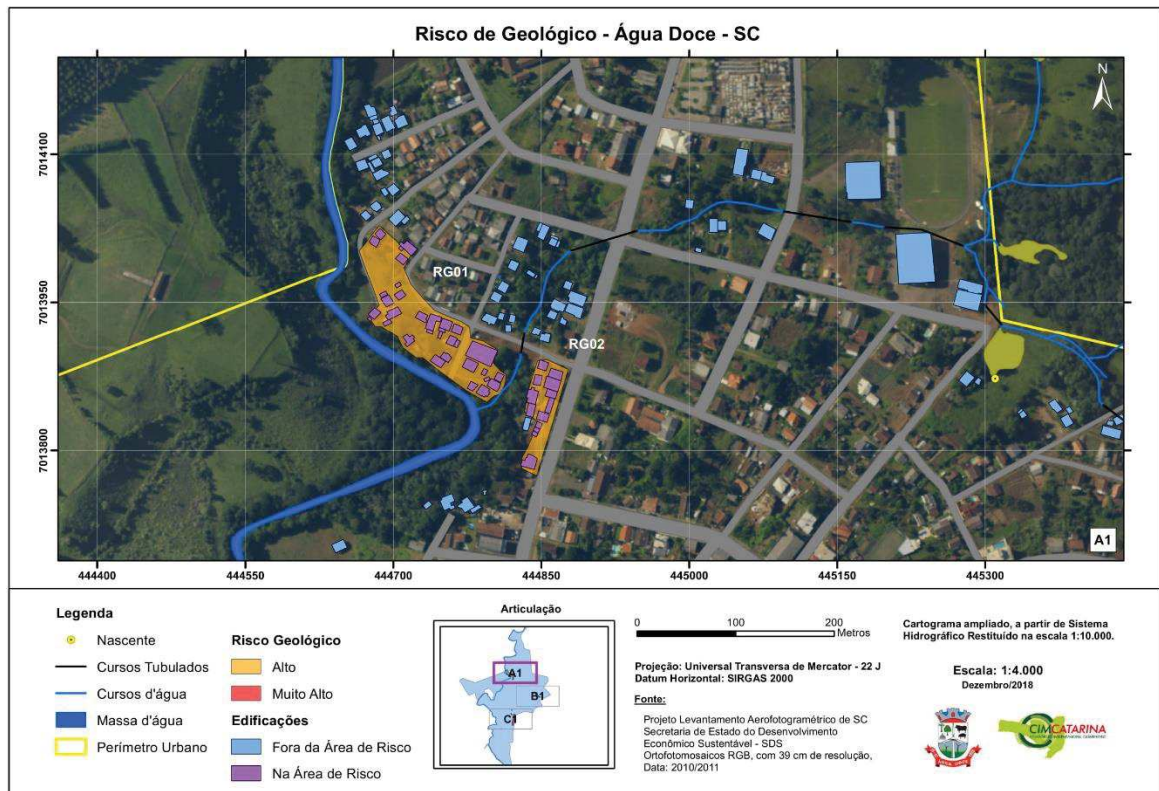 Risco de Geológico - Água Doce - SC
N
7014100
7013950
7013800
RG01
RG02
A1
444400
444550
444700
444850
445000
445150
445300
Legenda
Nascente
Cursos Tubulados
Cursos d'água
Massa d'água
Perímetro Urbano
Risco Geológico
Alto
Muito Alto
Edificações
Fora da Área de Risco
Na Área de Risco
Articulação
A1
B1
C1
0 100 200
Metros
Projeção: Universal Transversa de Mercator - 22 J
Datum Horizontal: SIRGAS 2000
Fonte:
Projeto Levantamento Aerofotogramétrico de SC
Secretaria de Estado do Desenvolvimento
Econômico Sustentável - SDS
Ortofotomosaicos RGB, com 39 cm de resolução,
Data: 2010/2011
Cartograma ampliado, a partir de Sistema
Hidrográfico Restituído na escala 1:10.000.
Escala: 1:4.000
Dezembro/2018
CIMCATARINA